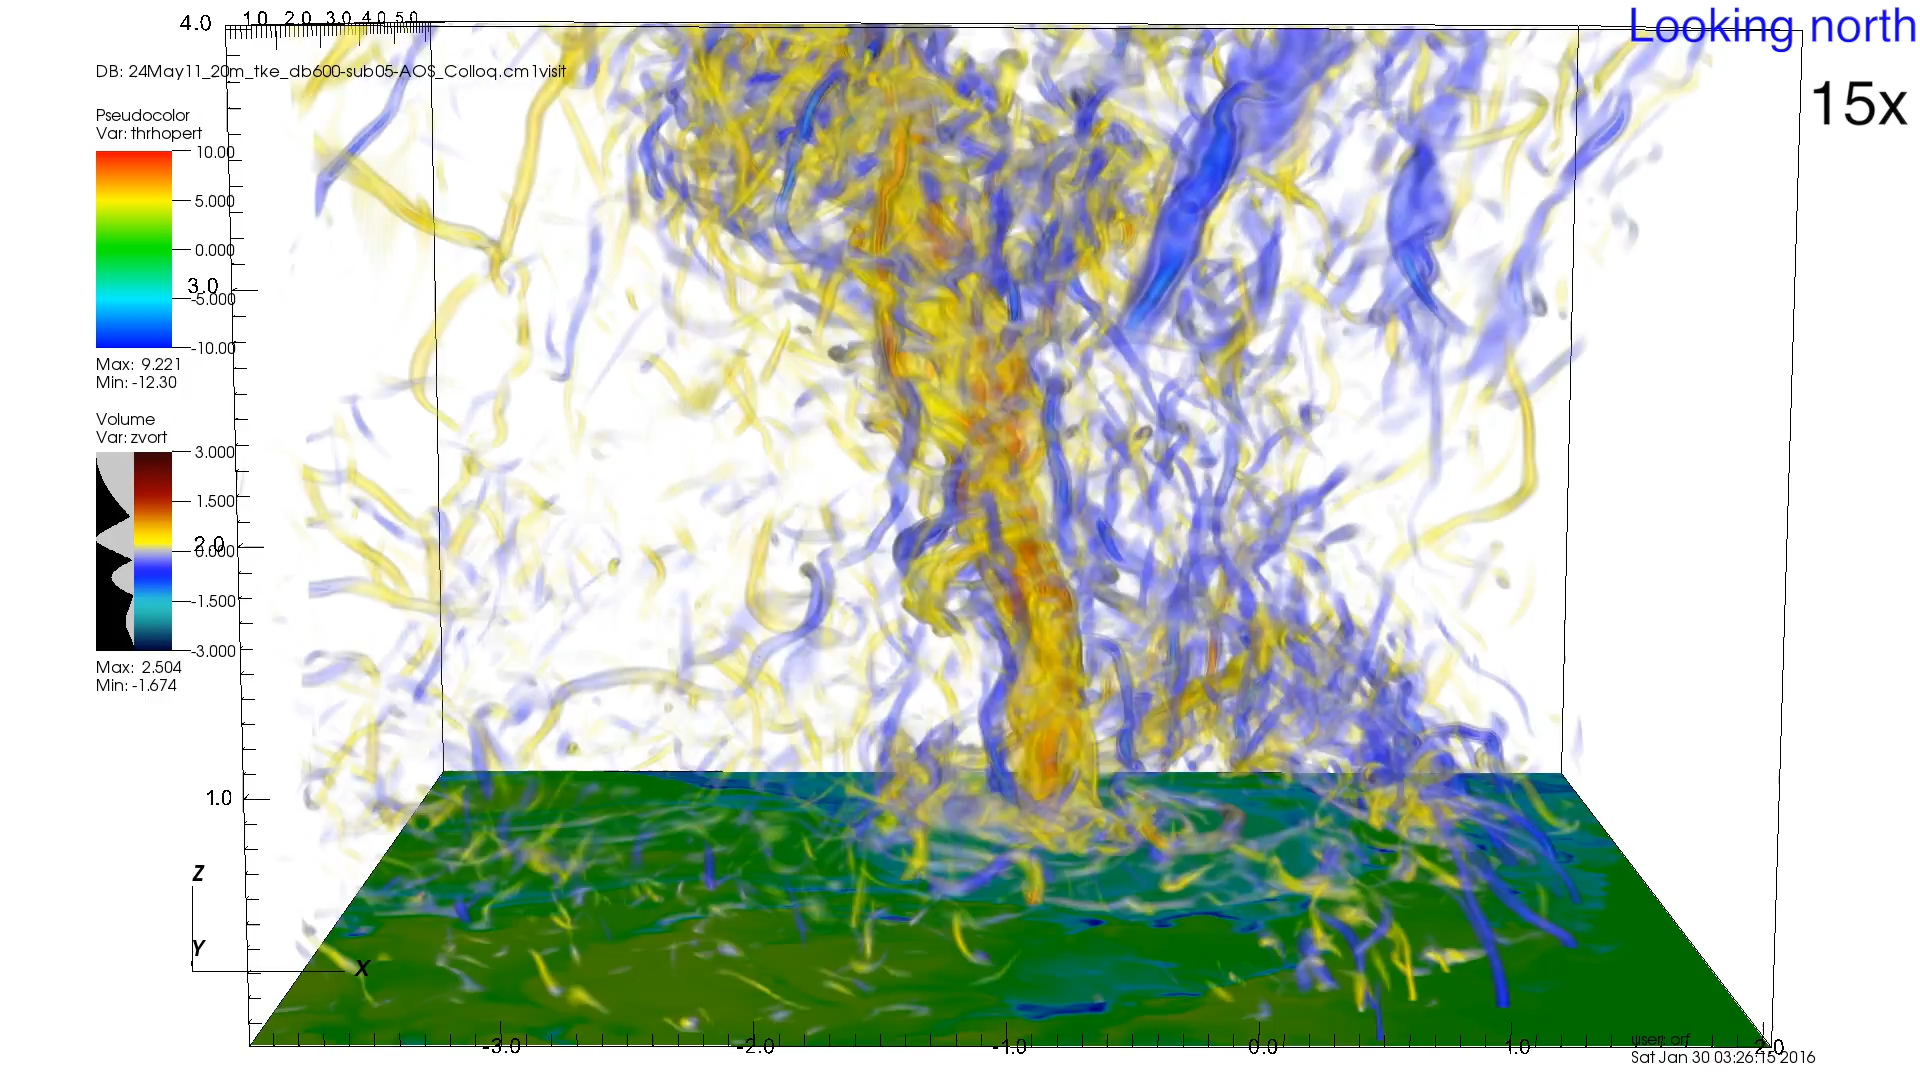 Looking north
15x
4.0
1.0 2.0 3.0 4.0 5.0
DB: 24May11_20m_tke_db600-sub05-AOS_Colloq.cm1visit
Pseudocolor
Var: thrhopert
10.00
5.000
0.000
3.0
-5.000
-10.00
Max: 9.221
Min: -12.30
Volume
Var: zvort
3.000
1.500
2.0
0.000
-1.500
-3.000
Max: 2.504
Min: -1.674
1.0
Z
Y
X
-3.0 -2.0 -1.0 0.0 1.0 2.0
user: orf
Sat Jan 30 03:26:15 2016